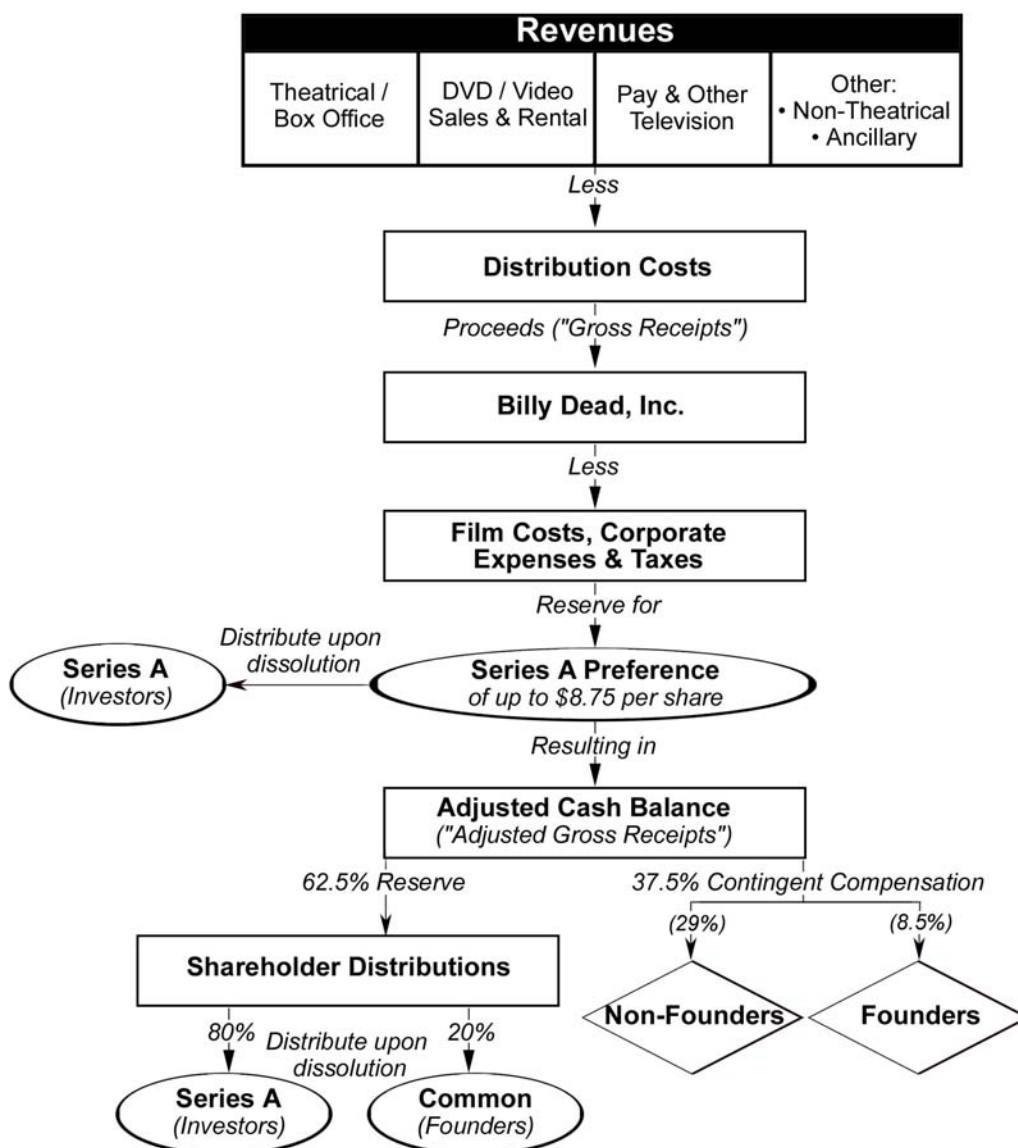 Revenues
Theatrical /
Box Office
DVD / Video
Sales & Rental
Pay & Other
Television
Other:
• Non-Theatrical
• Ancillary
Less
Distribution Costs
Proceeds ("Gross Receipts")
Billy Dead, Inc.
Less
Film Costs, Corporate
Expenses & Taxes
Reserve for
Distribute upon
dissolution
Series A
(Investors)
Series A Preference
of up to $8.75 per share
Resulting in
Adjusted Cash Balance
("Adjusted Gross Receipts")
62.5% Reserve
37.5% Contingent Compensation
(29%)
(8.5%)
Shareholder Distributions
Non-Founders
Founders
80%
20%
Distribute upon
dissolution
Series A
(Investors)
Common
(Founders)